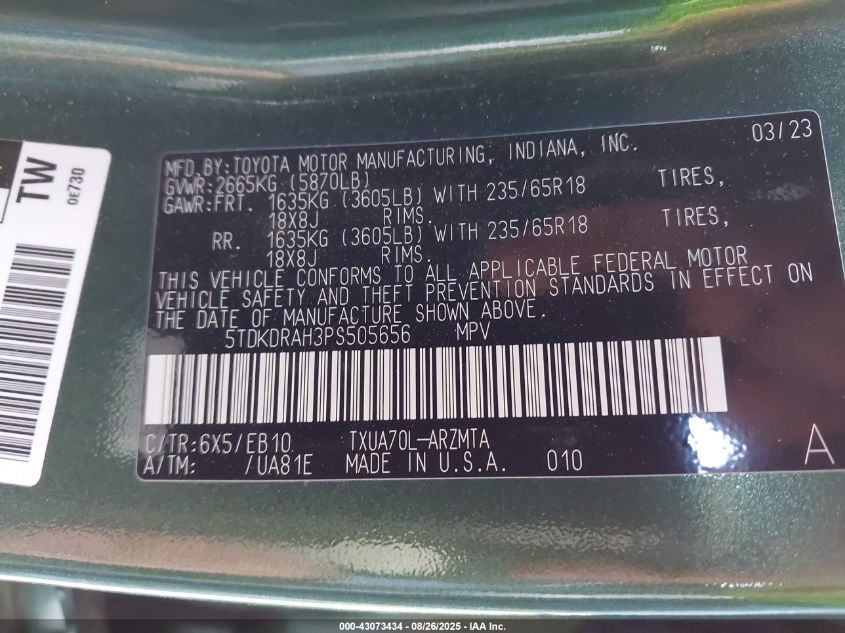 TW
0E730
03/23
MFD.BY:TOYOTA MOTOR MANUFACTURING, INDIANA, INC.
GVWR:2665KG (5870LB)
GAWR:FRT. 1635KG (3605LB) WITH 235/65R18 TIRES,
18X8J RIMS.
RR. 1635KG (3605LB) WITH 235/65R18 TIRES,
18X8J RIMS.
THIS VEHICLE CONFORMS TO ALL APPLICABLE FEDERAL MOTOR
VEHICLE SAFETY AND THEFT PREVENTION STANDARDS IN EFFECT ON
THE DATE OF MANUFACTURE SHOWN ABOVE.
5TDKDRAH3PS505656 MPV
C/TR:6X5/EB10 TXUA70L-ARZMTA
A/TM: /UA81E MADE IN U.S.A. 010
A
000-43073434 - 08/26/2025 - IAA Inc.